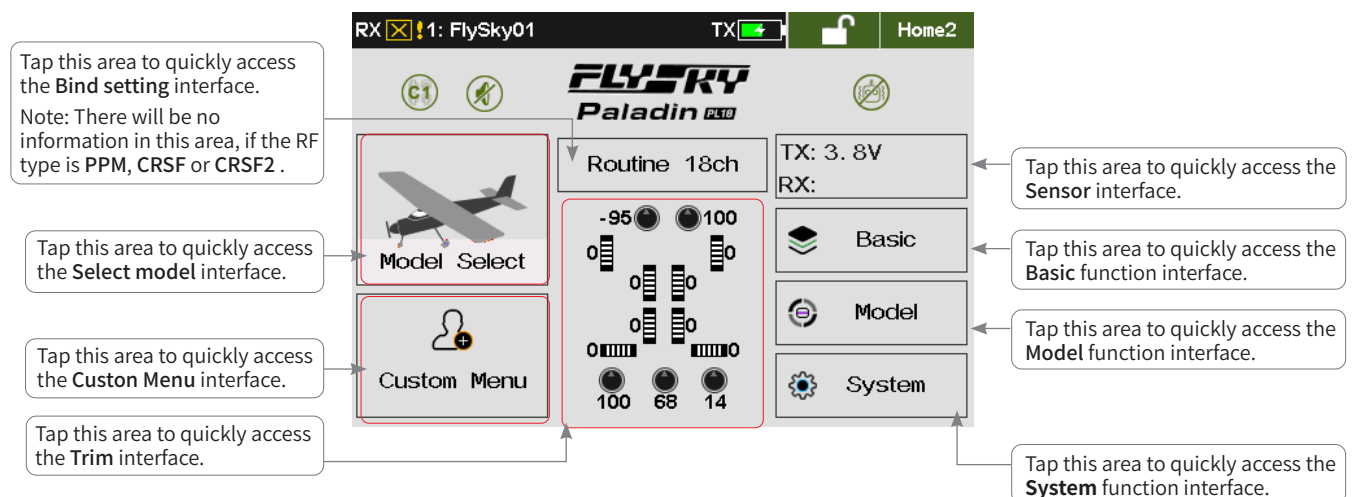 RX !1: FlySky01 TX Home2
Tap this area to quickly access
the Bind setting interface.
Note: There will be no
information in this area, if the RF
type is PPM, CRSF or CRSF2 .
C1
FLYSKY
Paladin PL18
Routine 18ch
TX: 3. 8V
RX:
Tap this area to quickly access the
Sensor interface.
Model Select
Tap this area to quickly access
the Select model interface.
-95 100
0 0
0 0
0 0
0 0
100 68 14
Basic
Tap this area to quickly access the
Basic function interface.
Model
Tap this area to quickly access the
Model function interface.
Custom Menu
Tap this area to quickly access
the Custon Menu interface.
System
Tap this area to quickly access
the Trim interface.
Tap this area to quickly access the
System function interface.